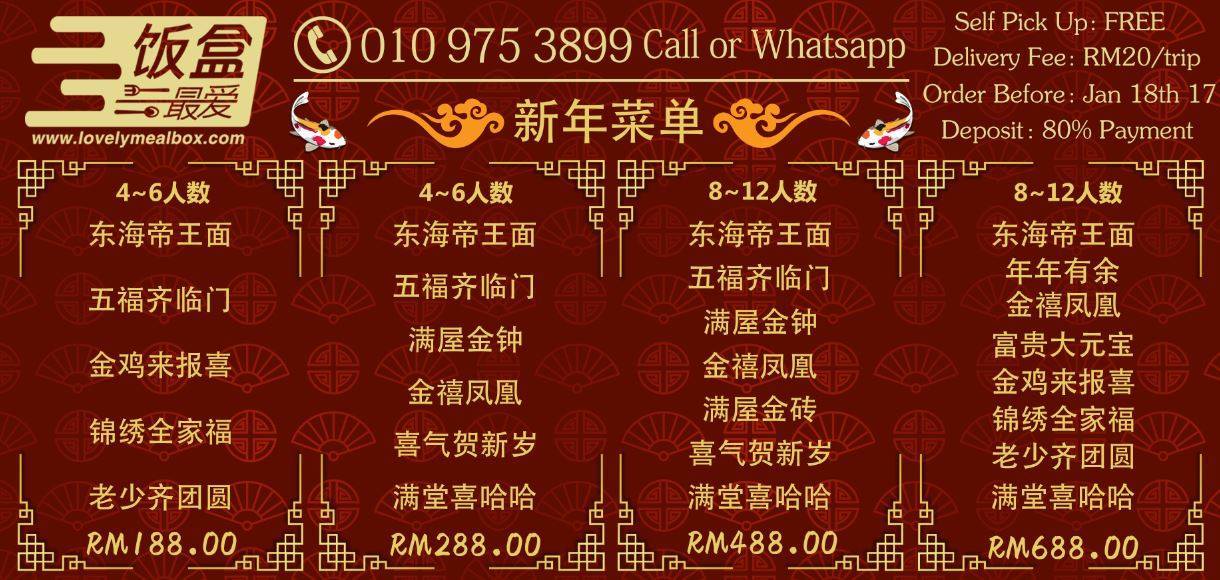 饭盒
最爱
www.lovelymealbox.com
010 975 3899 Call or Whatsapp
新年菜单
Self Pick Up: FREE
Delivery Fee: RM20/trip
Order Before: Jan 18th 17
Deposit: 80% Payment
4~6人数
东海帝王面
五福齐临门
金鸡来报喜
锦绣全家福
老少齐团圆
RM188.00
4~6人数
东海帝王面
五福齐临门
满屋金钟
金禧凤凰
喜气贺新岁
满堂喜哈哈
RM288.00
8~12人数
东海帝王面
五福齐临门
满屋金钟
金禧凤凰
满屋金砖
喜气贺新岁
满堂喜哈哈
RM488.00
8~12人数
东海帝王面
年年有余
金禧凤凰
富贵大元宝
金鸡来报喜
锦绣全家福
老少齐团圆
满堂喜哈哈
RM688.00